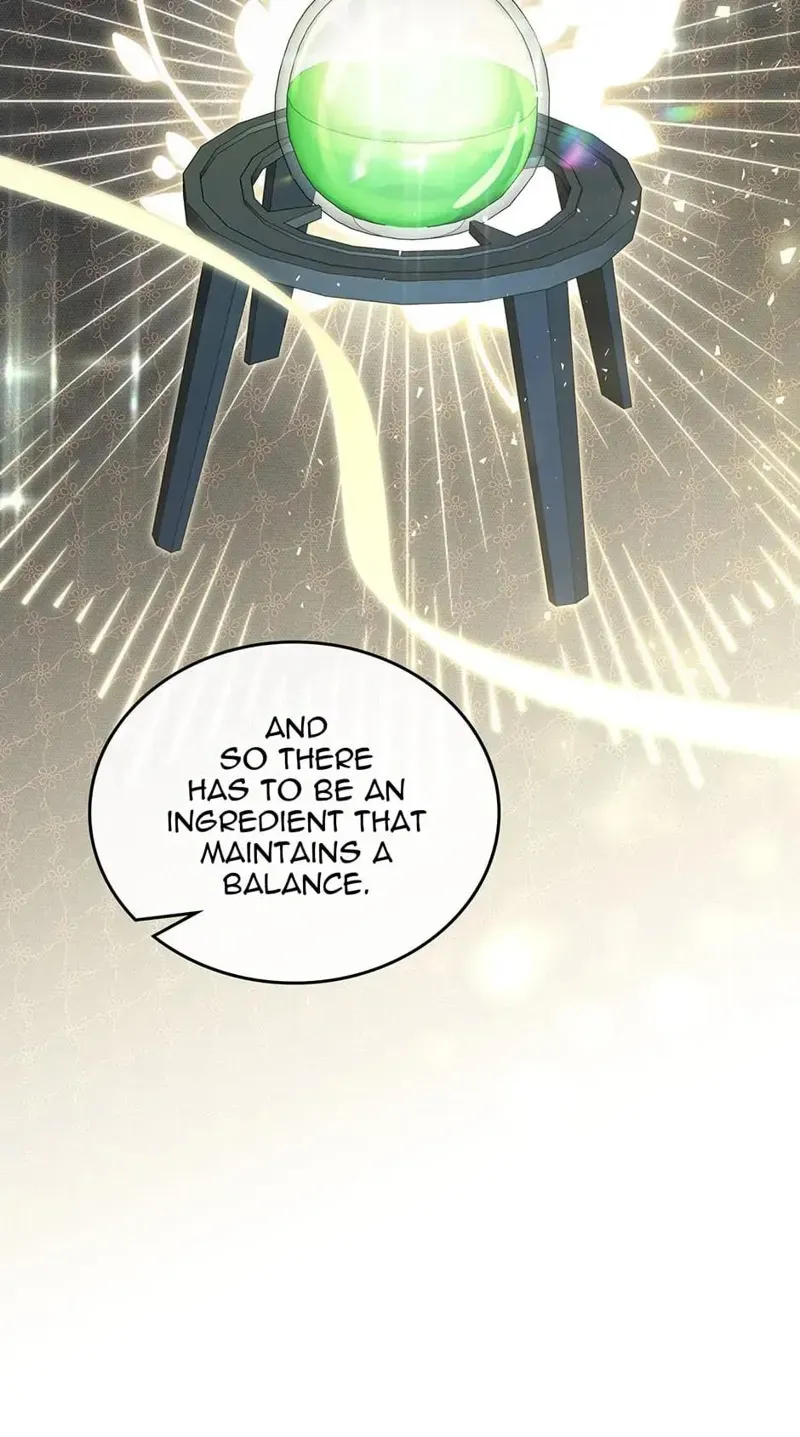 AND
SO THERE
HAS TO BE AN
INGREDIENT THAT
MAINTAINS A
BALANCE.